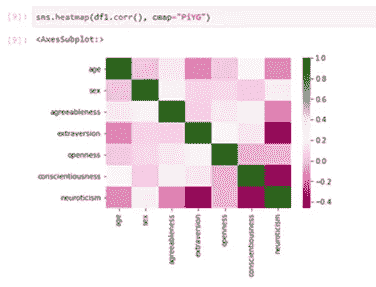 [9]: sns.heatmap(df1.corr(), cmap="PiYG")
[9]: <AxesSubplot:>
age
sex
agreeableness
extraversion
openness
conscientiousness
neuroticism
age
sex
agreeableness
extraversion
openness
conscientiousness
neuroticism
1.0
0.8
0.6
0.4
0.2
0.0
-0.2
-0.4